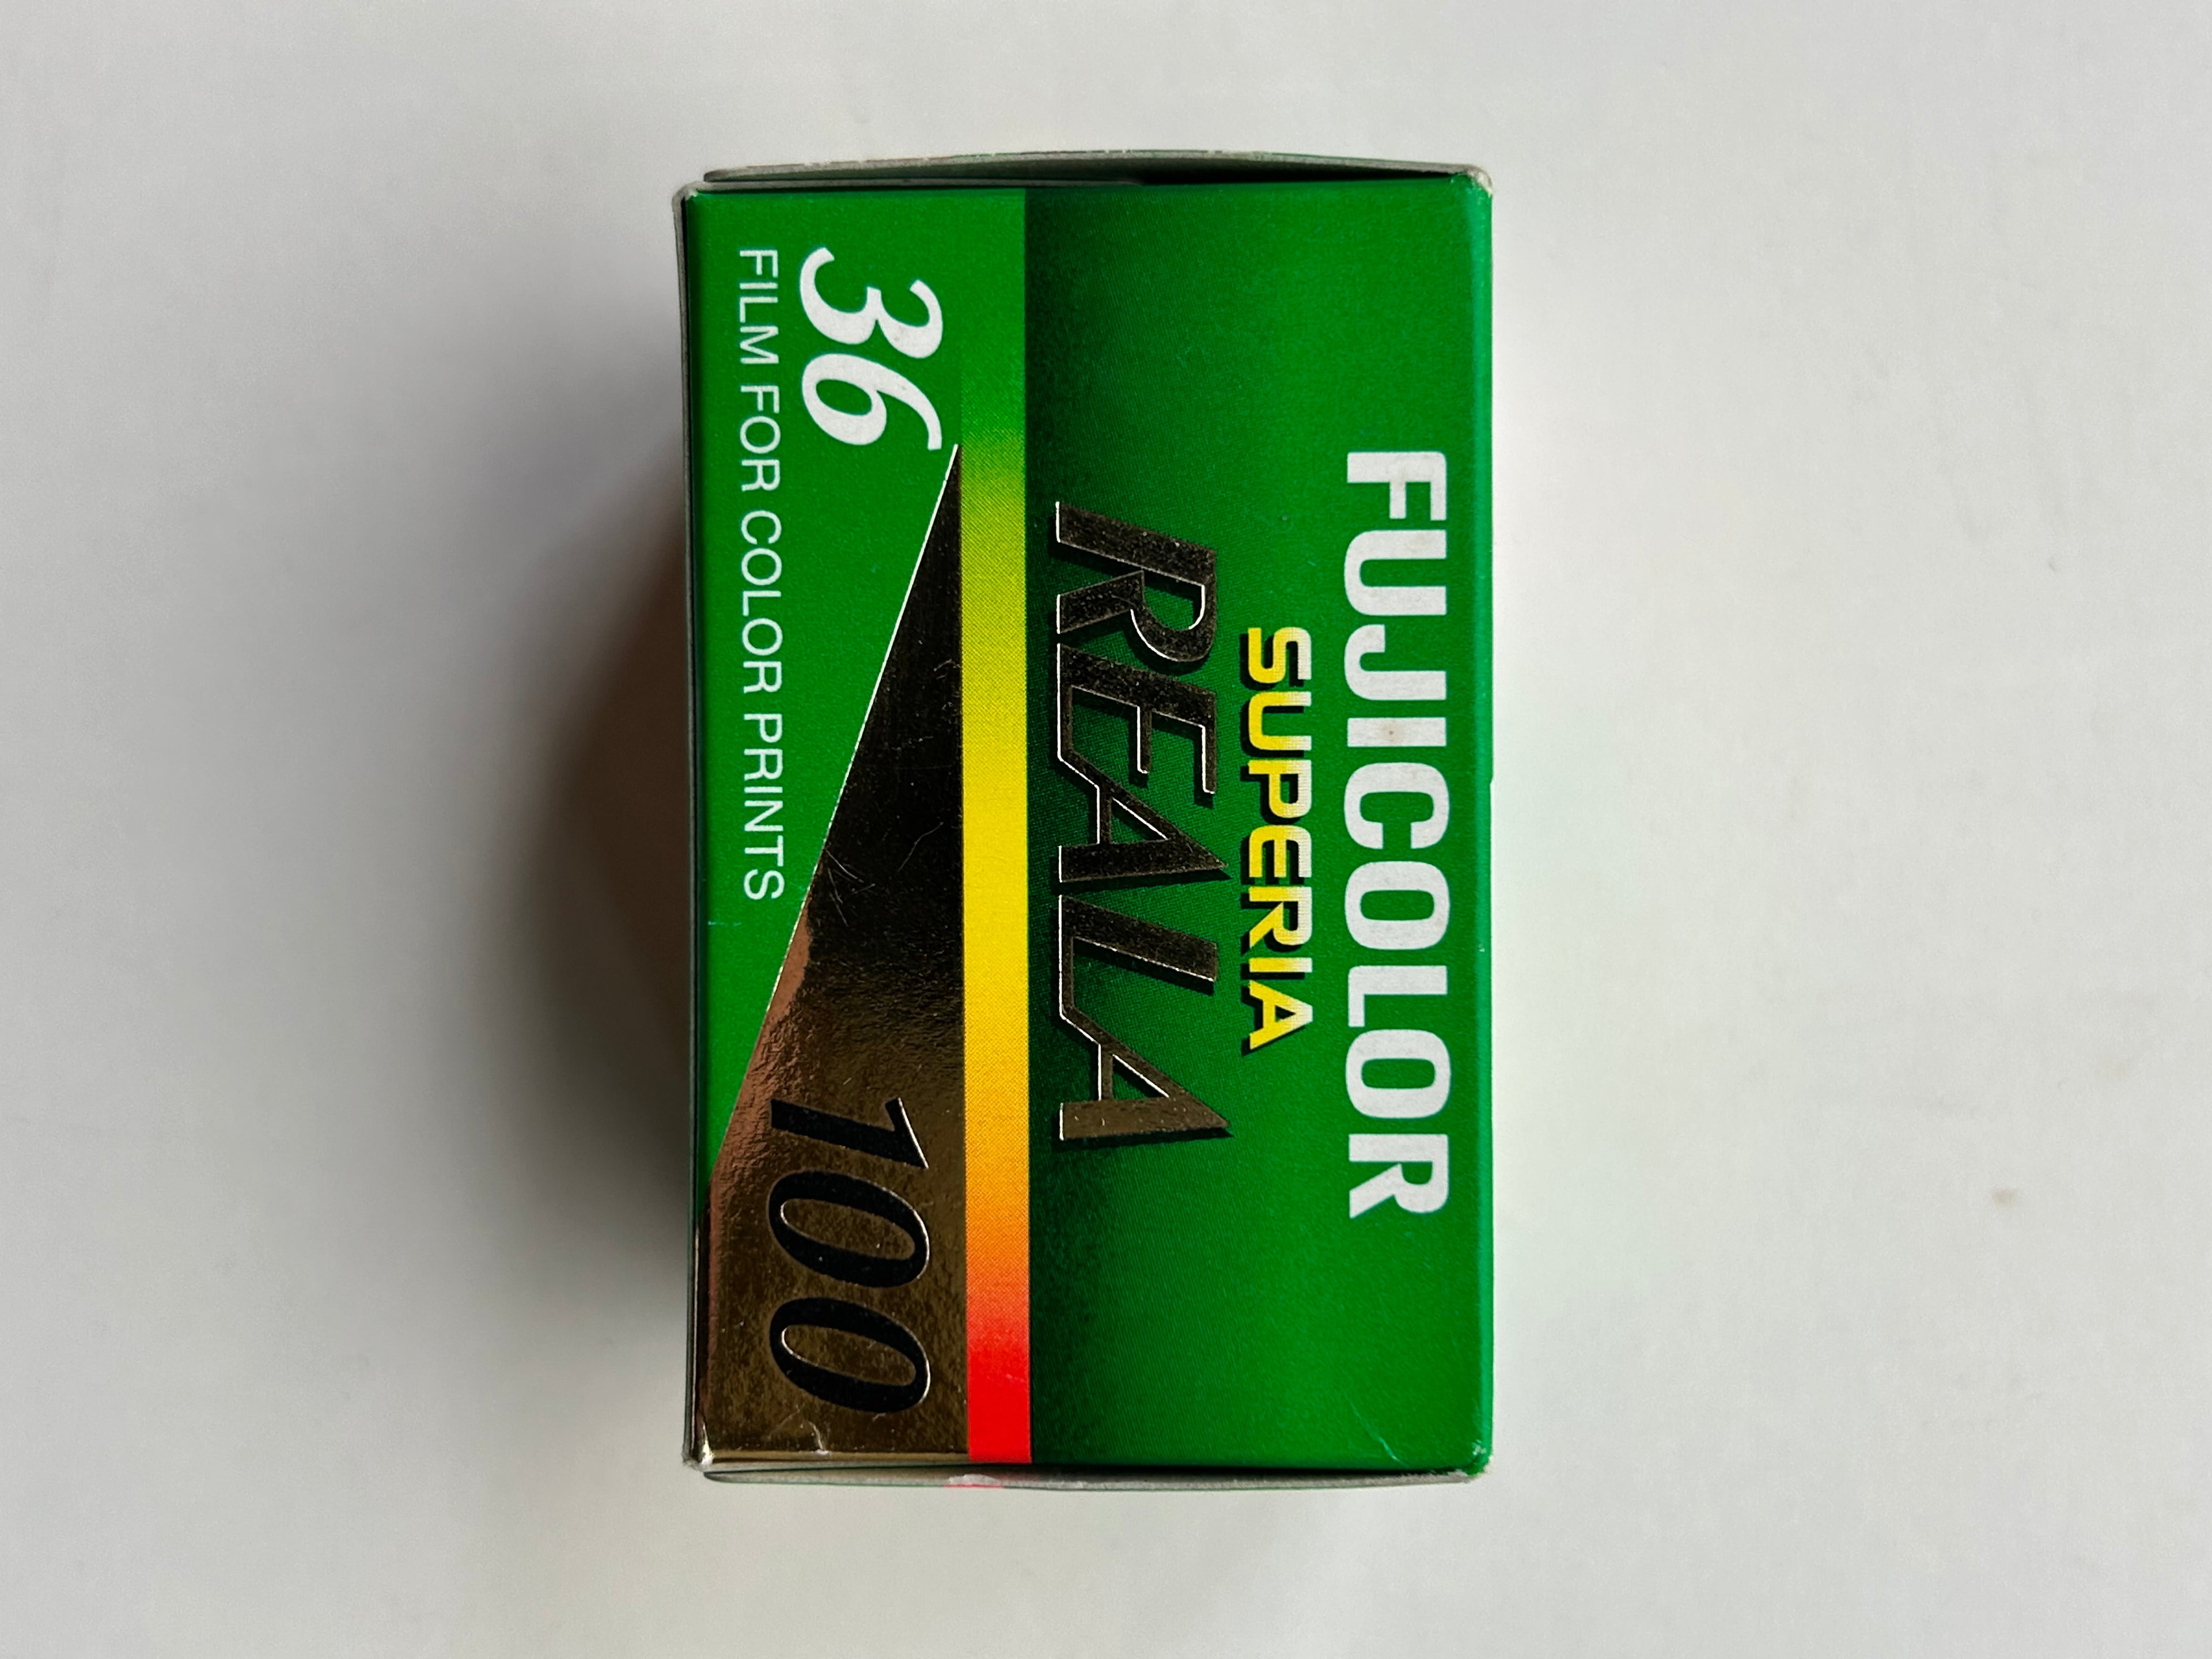 FUJICOLOR
SUPERIA
REALA
36
100
FILM FOR COLOR PRINTS